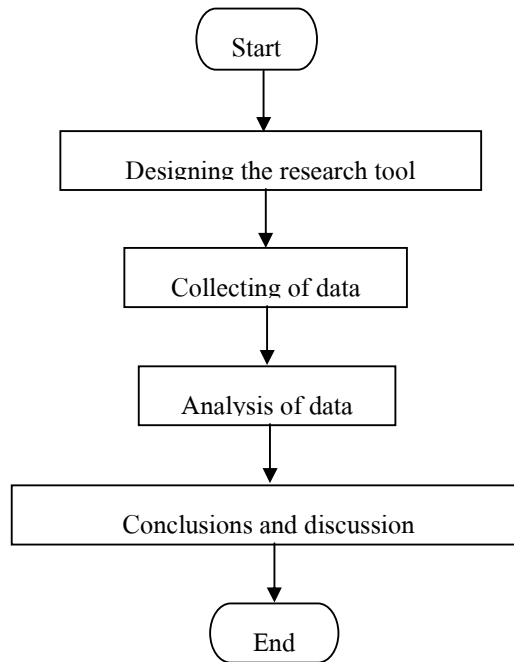 Start
Designing the research tool
Collecting of data
Analysis of data
Conclusions and discussion
End